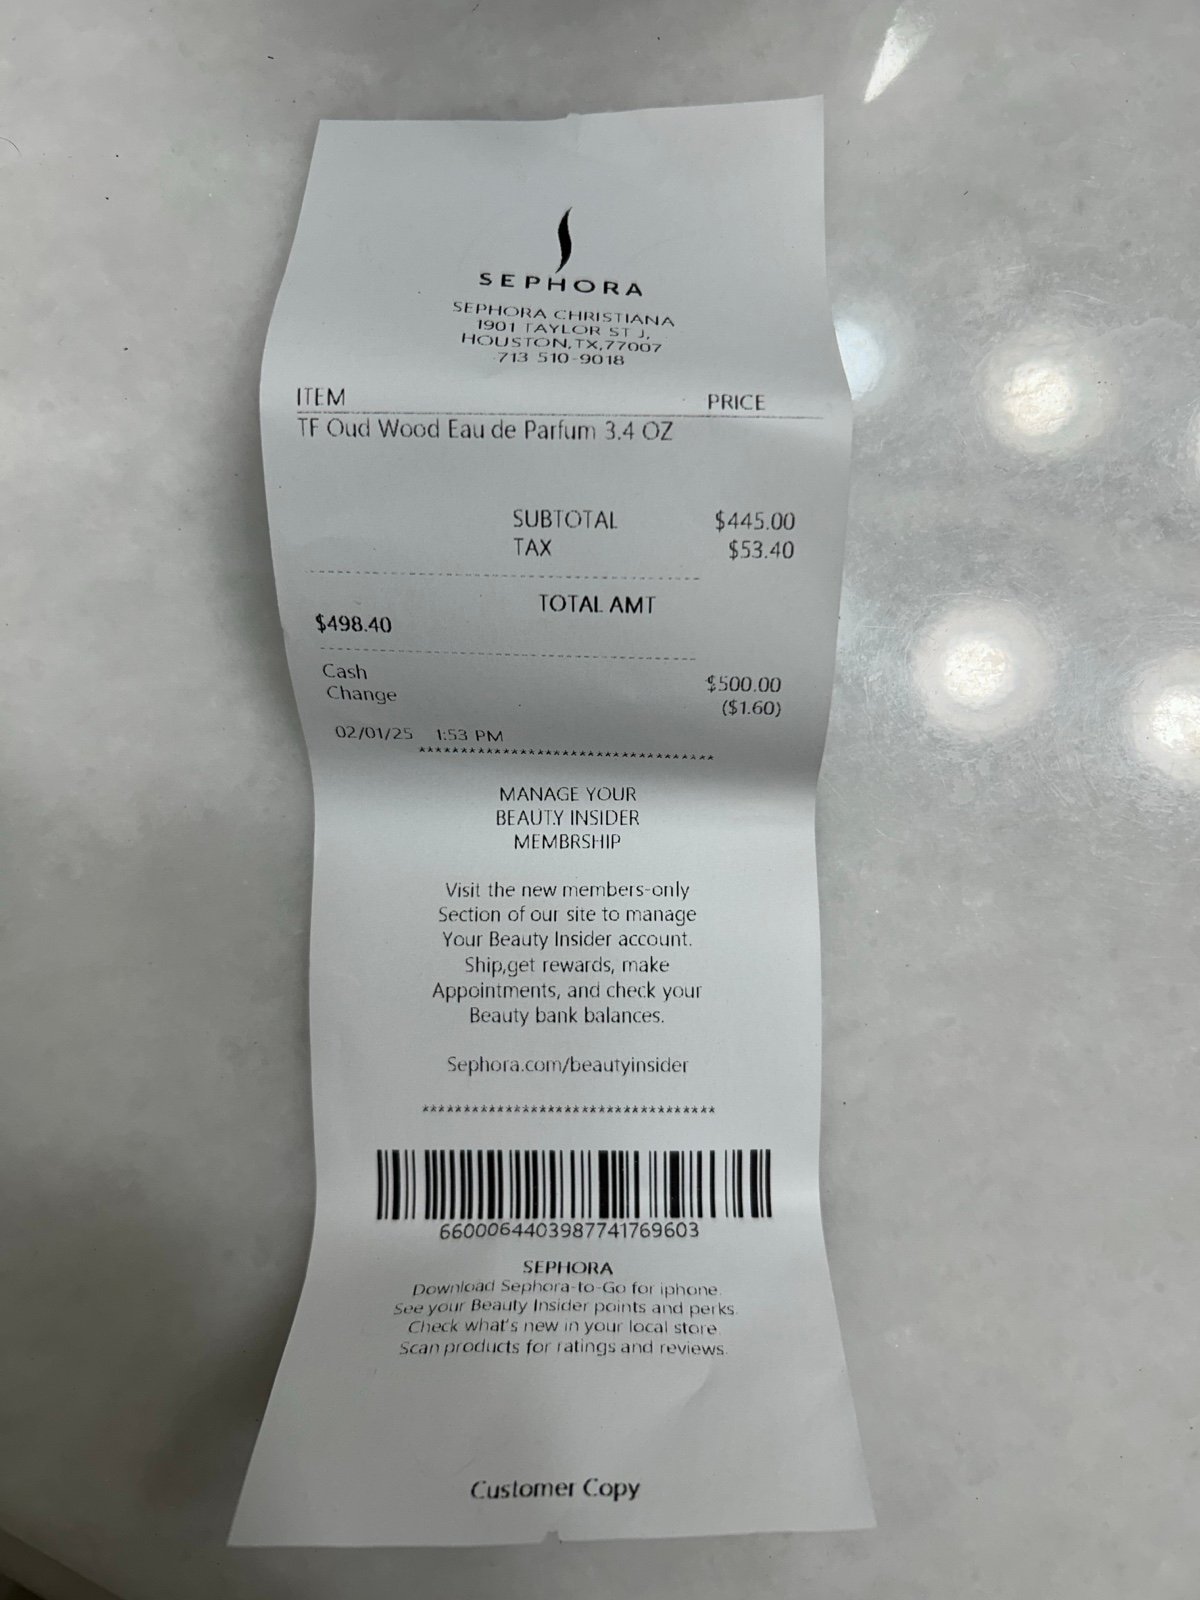 SEPHORA
SEPHORA CHRISTIANA
1901 TAYLOR ST J,
HOUSTON,TX,77007
713 510-9018
ITEM PRICE
TF Oud Wood Eau de Parfum 3.4 OZ
SUBTOTAL $445.00
TAX $53.40
TOTAL AMT
$498.40
Cash $500.00
Change ($1.60)
02/01/25 1:53 PM
***********************************
MANAGE YOUR
BEAUTY INSIDER
MEMBRSHIP
Visit the new members-only
Section of our site to manage
Your Beauty Insider account.
Ship,get rewards, make
Appointments, and check your
Beauty bank balances.
Sephora.com/beautyinsider
***********************************
6600064403987741769603
SEPHORA
Download Sephora-to-Go for iphone.
See your Beauty Insider points and perks.
Check what's new in your local store
Scan products for ratings and reviews.
Customer Copy